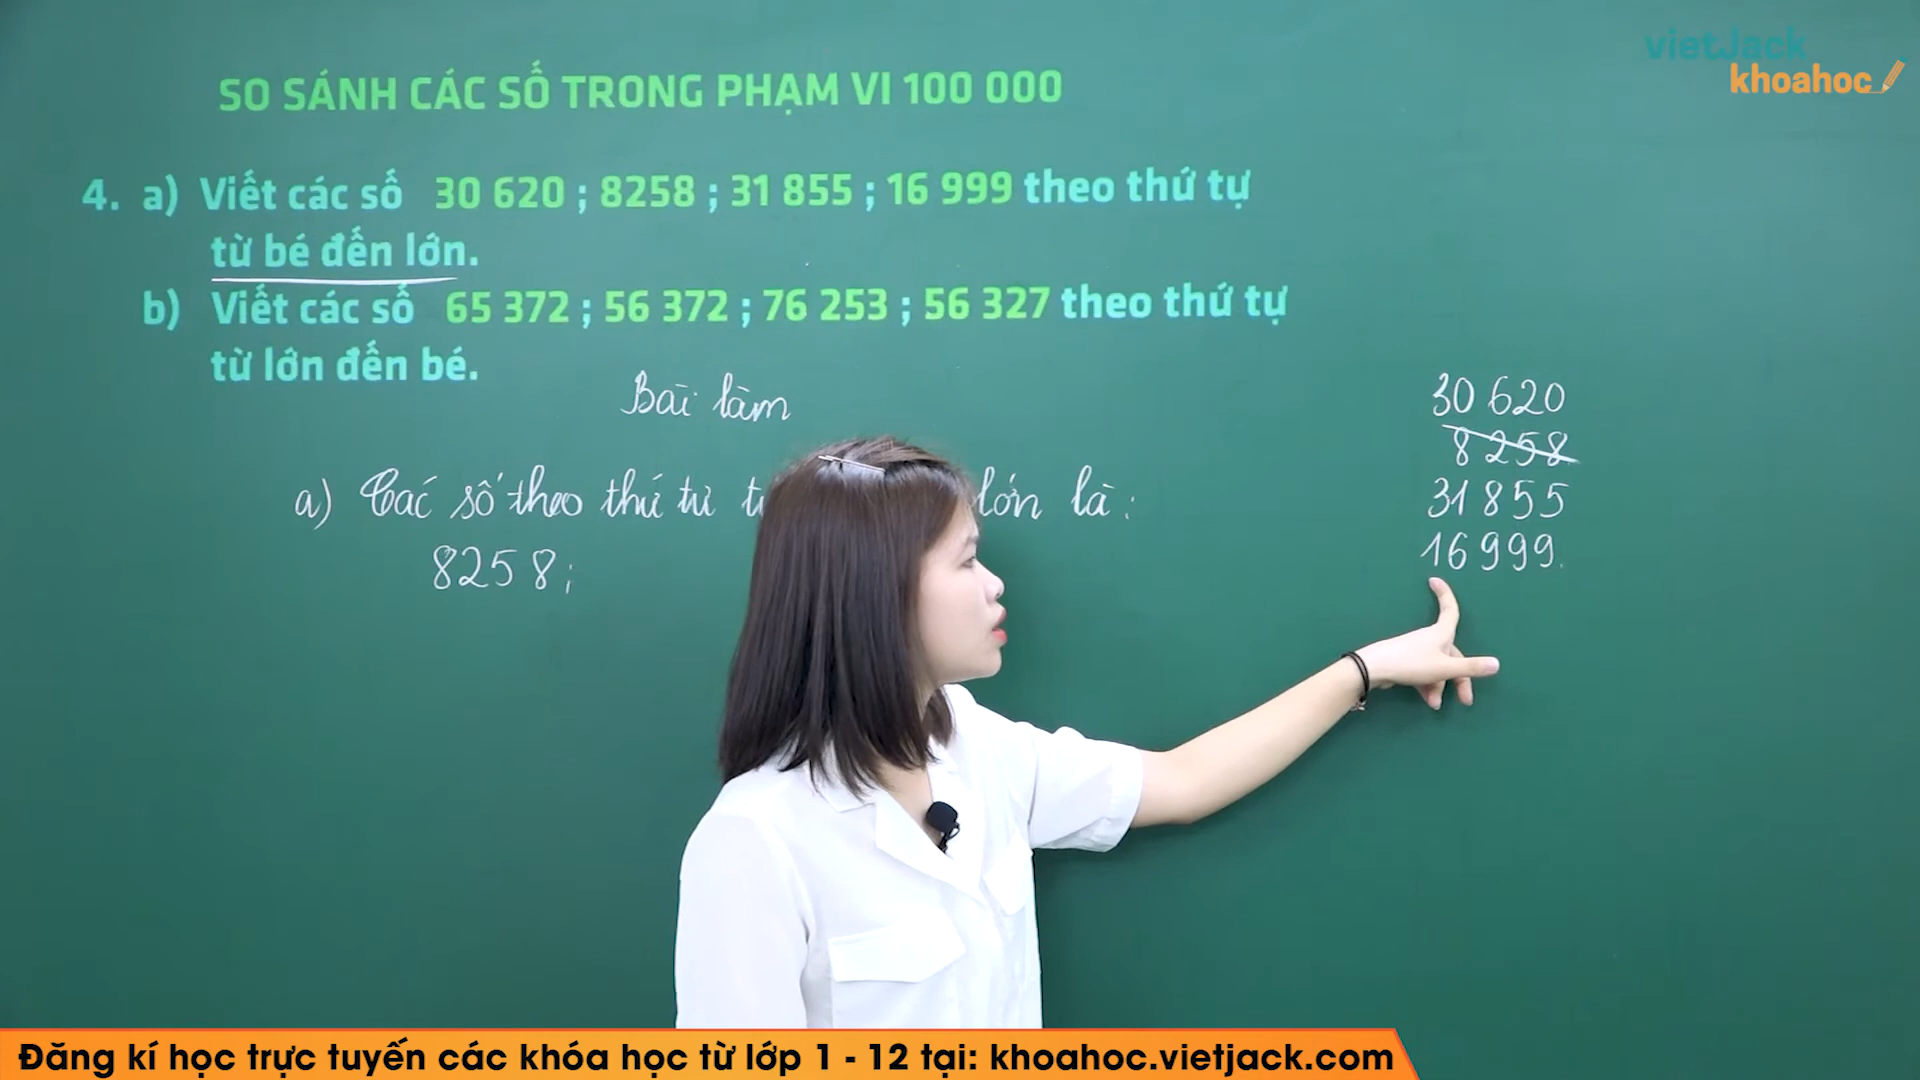 vietJack
khoahoc
SO SÁNH CÁC SỐ TRONG PHẠM VI 100 000
4. a) Viết các số 30 620 ; 8258 ; 31 855 ; 16 999 theo thứ tự
từ bé đến lớn.
b) Viết các số 65 372 ; 56 372 ; 76 253 ; 56 327 theo thứ tự
từ lớn đến bé.
Bài làm
a) Các số theo thứ tự lớn là :
8258 ;
30 620
8 258
31 855
16 999.
Đăng kí học trực tuyến các khóa học từ lớp 1 - 12 tại: khoahoc.vietjack.com